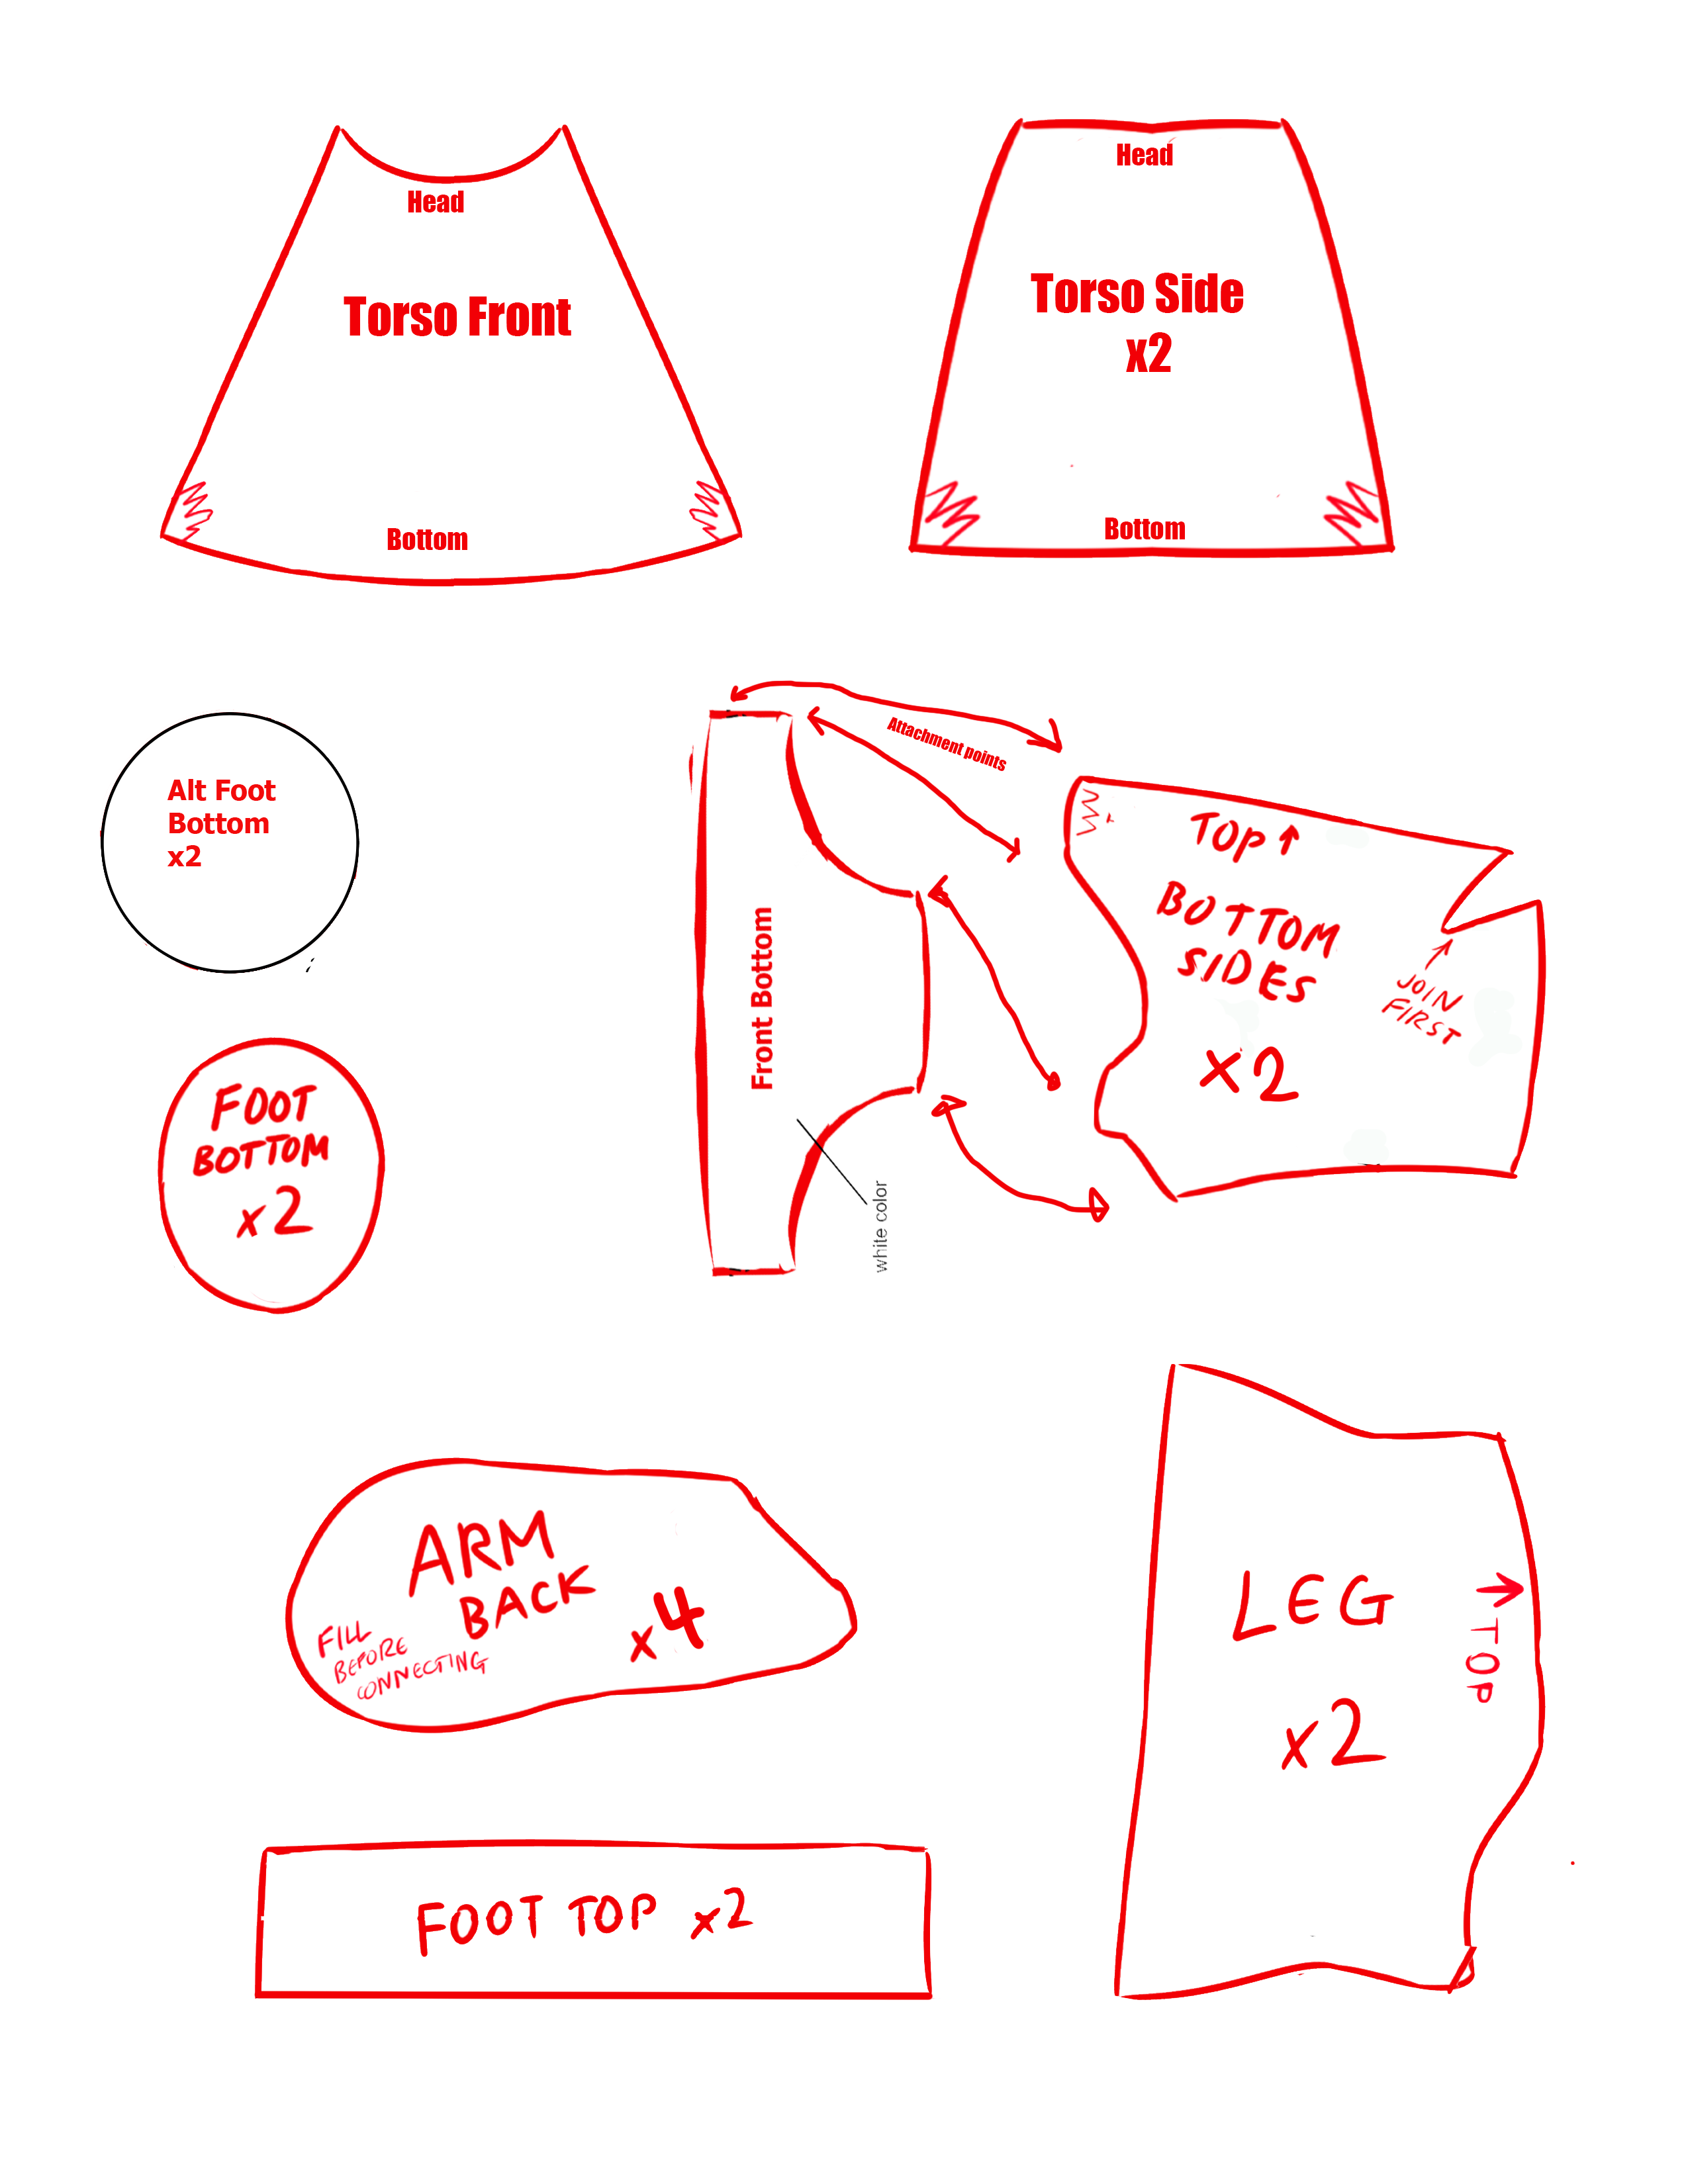 Head
Torso Front
Bottom
Head
Torso Side
x2
Bottom
Alt Foot
Bottom
x2
Attachment points
Front Bottom
white color
TOP ↑
BOTTOM
SIDES
x2
JOIN
FIRST
FOOT
BOTTOM
x2
ARM
BACK
x4
FILL
BEFORE
CONNECTING
LEG
x2
TOP
FOOT TOP x2